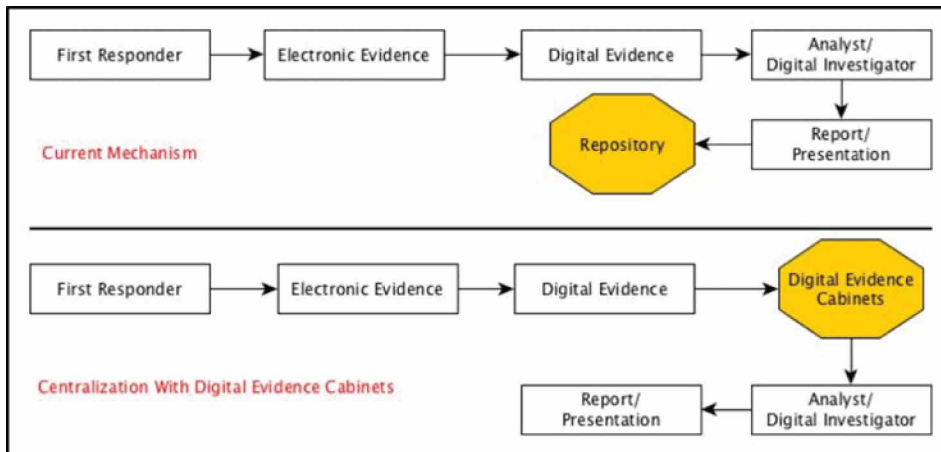 First Responder
Electronic Evidence
Digital Evidence
Analyst/
Digital Investigator
Current Mechanism
Repository
Report/
Presentation
First Responder
Electronic Evidence
Digital Evidence
Digital Evidence
Cabinets
Centralization With Digital Evidence Cabinets
Report/
Presentation
Analyst/
Digital Investigator